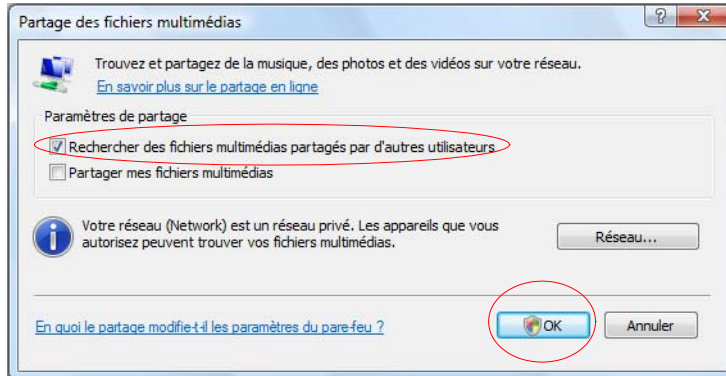 Partage des fichiers multimédias
Trouvez et partagez de la musique, des photos et des vidéos sur votre réseau.
En savoir plus sur le partage en ligne
Paramètres de partage
Rechercher des fichiers multimédias partagés par d'autres utilisateurs
Partager mes fichiers multimédias
Votre réseau (Network) est un réseau privé. Les appareils que vous
autorisez peuvent trouver vos fichiers multimédias.
Réseau...
En quoi le partage modifie-t-il les paramètres du pare-feu ?
OK
Annuler